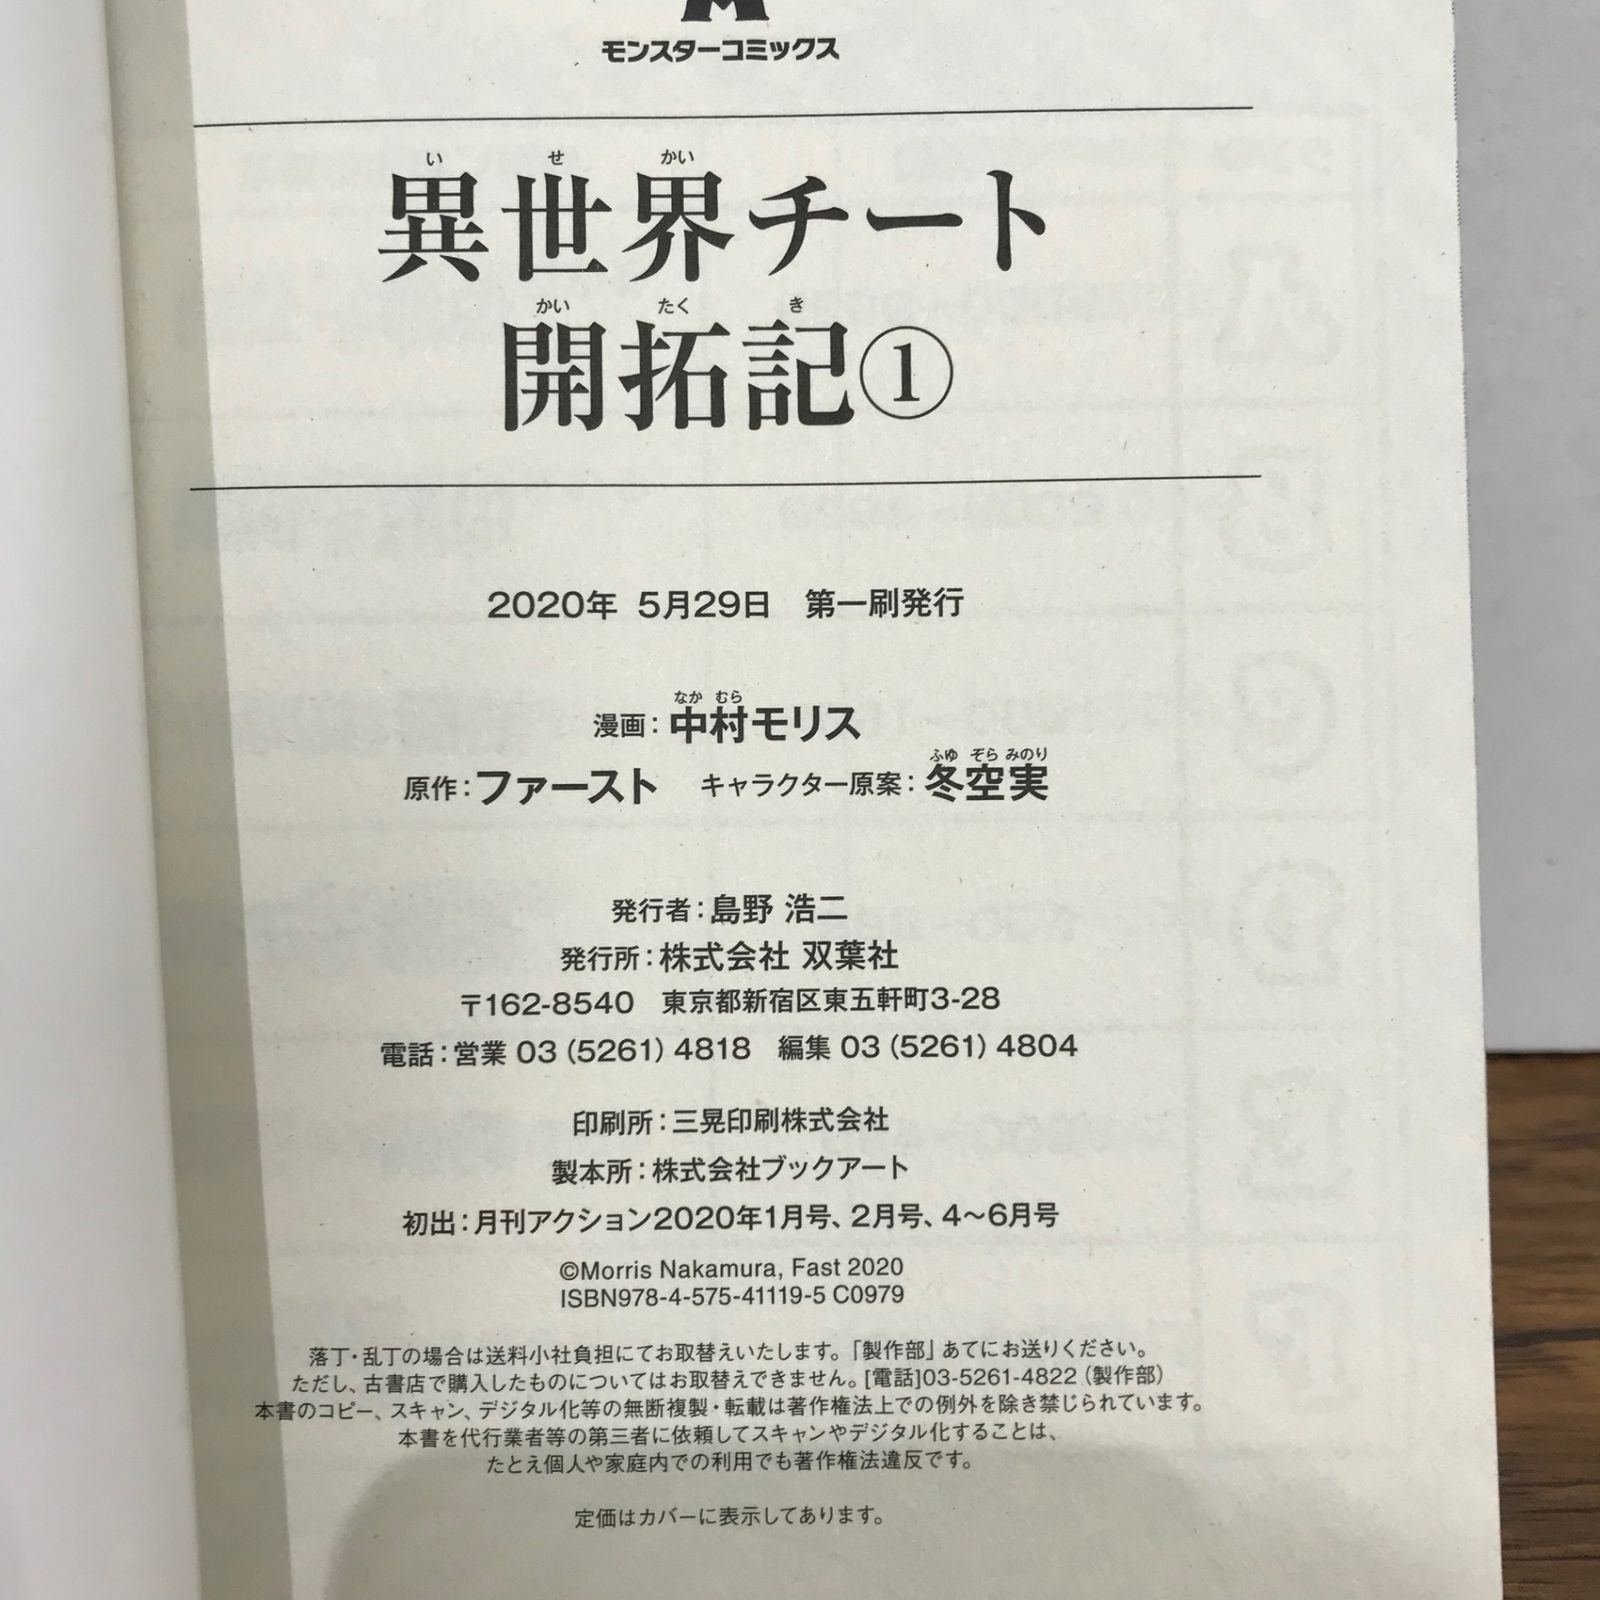 モンスターコミックス
い せ かい
異世界チート
かい たく き
開拓記①
2020年 5月29日 第一刷発行
なか むら
漫画：中村モリス
ふゆ ぞら みのり
原作：ファースト キャラクター原案：冬空実
発行者：島野 浩二
発行所：株式会社 双葉社
〒162-8540 東京都新宿区東五軒町3-28
電話：営業 03（5261）4818 編集 03（5261）4804
印刷所：三晃印刷株式会社
製本所：株式会社ブックアート
初出：月刊アクション2020年1月号、2月号、4〜6月号
©Morris Nakamura, Fast 2020
ISBN978-4-575-41119-5 C0979
落丁・乱丁の場合は送料小社負担にてお取替えいたします。「製作部」あてにお送りください。
ただし、古書店で購入したものについてはお取替えできません。[電話]03-5261-4822（製作部）
本書のコピー、スキャン、デジタル化等の無断複製・転載は著作権法上での例外を除き禁じられています。
本書を代行業者等の第三者に依頼してスキャンやデジタル化することは、
たとえ個人や家庭内での利用でも著作権法違反です。
定価はカバーに表示してあります。